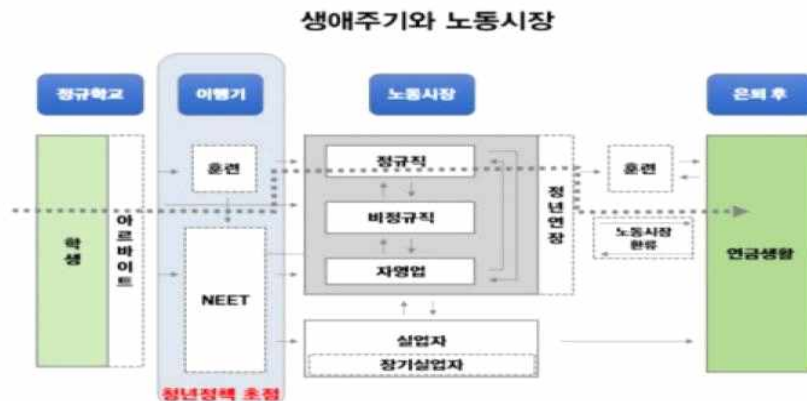 생애주기와 노동시장
정규학교
이행기
노동시장
은퇴 후
학생
아르바이트
훈련
NEET
청년정책 초점
정규직
비정규직
자영업
정년연장
실업자
장기실업자
훈련
노동시장
환류
연금생활